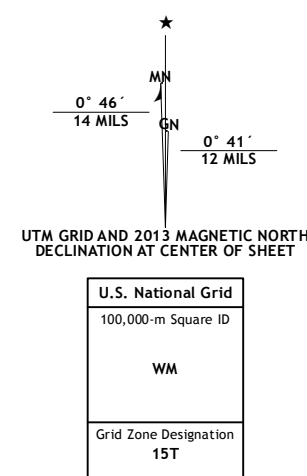 MN
0° 46´
14 MILS
GN
0° 41´
12 MILS
UTM GRID AND 2013 MAGNETIC NORTH
DECLINATION AT CENTER OF SHEET
U.S. National Grid
100,000-m Square ID
WM
Grid Zone Designation
15T